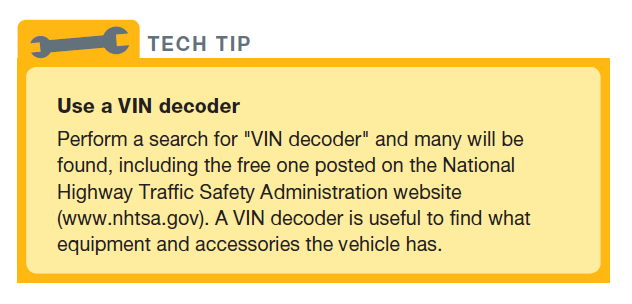 TECH TIP
Use a VIN decoder
Perform a search for "VIN decoder" and many will be
found, including the free one posted on the National
Highway Traffic Safety Administration website
(www.nhtsa.gov). A VIN decoder is useful to find what
equipment and accessories the vehicle has.